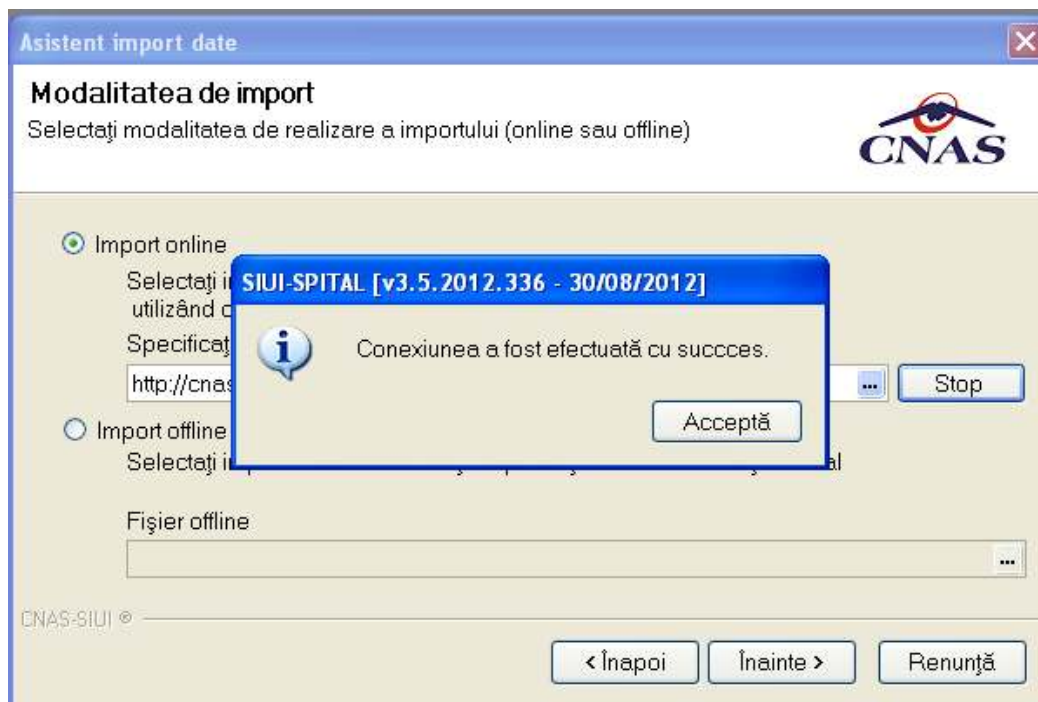 Asistent import date
Modalitatea de import
Selectaţi modalitatea de realizare a importului (online sau offline)
CNAS
Import online
Selectaţi
utilizând
SIUI-SPITAL [v3.5.2012.336 - 30/08/2012]
Conexiunea a fost efectuată cu succces.
Acceptă
http://cnas
...
Stop
Import offline
Selectaţi
Fişier offline
...
CNAS-SIUI ®
< Înapoi
Înainte >
Renunţă